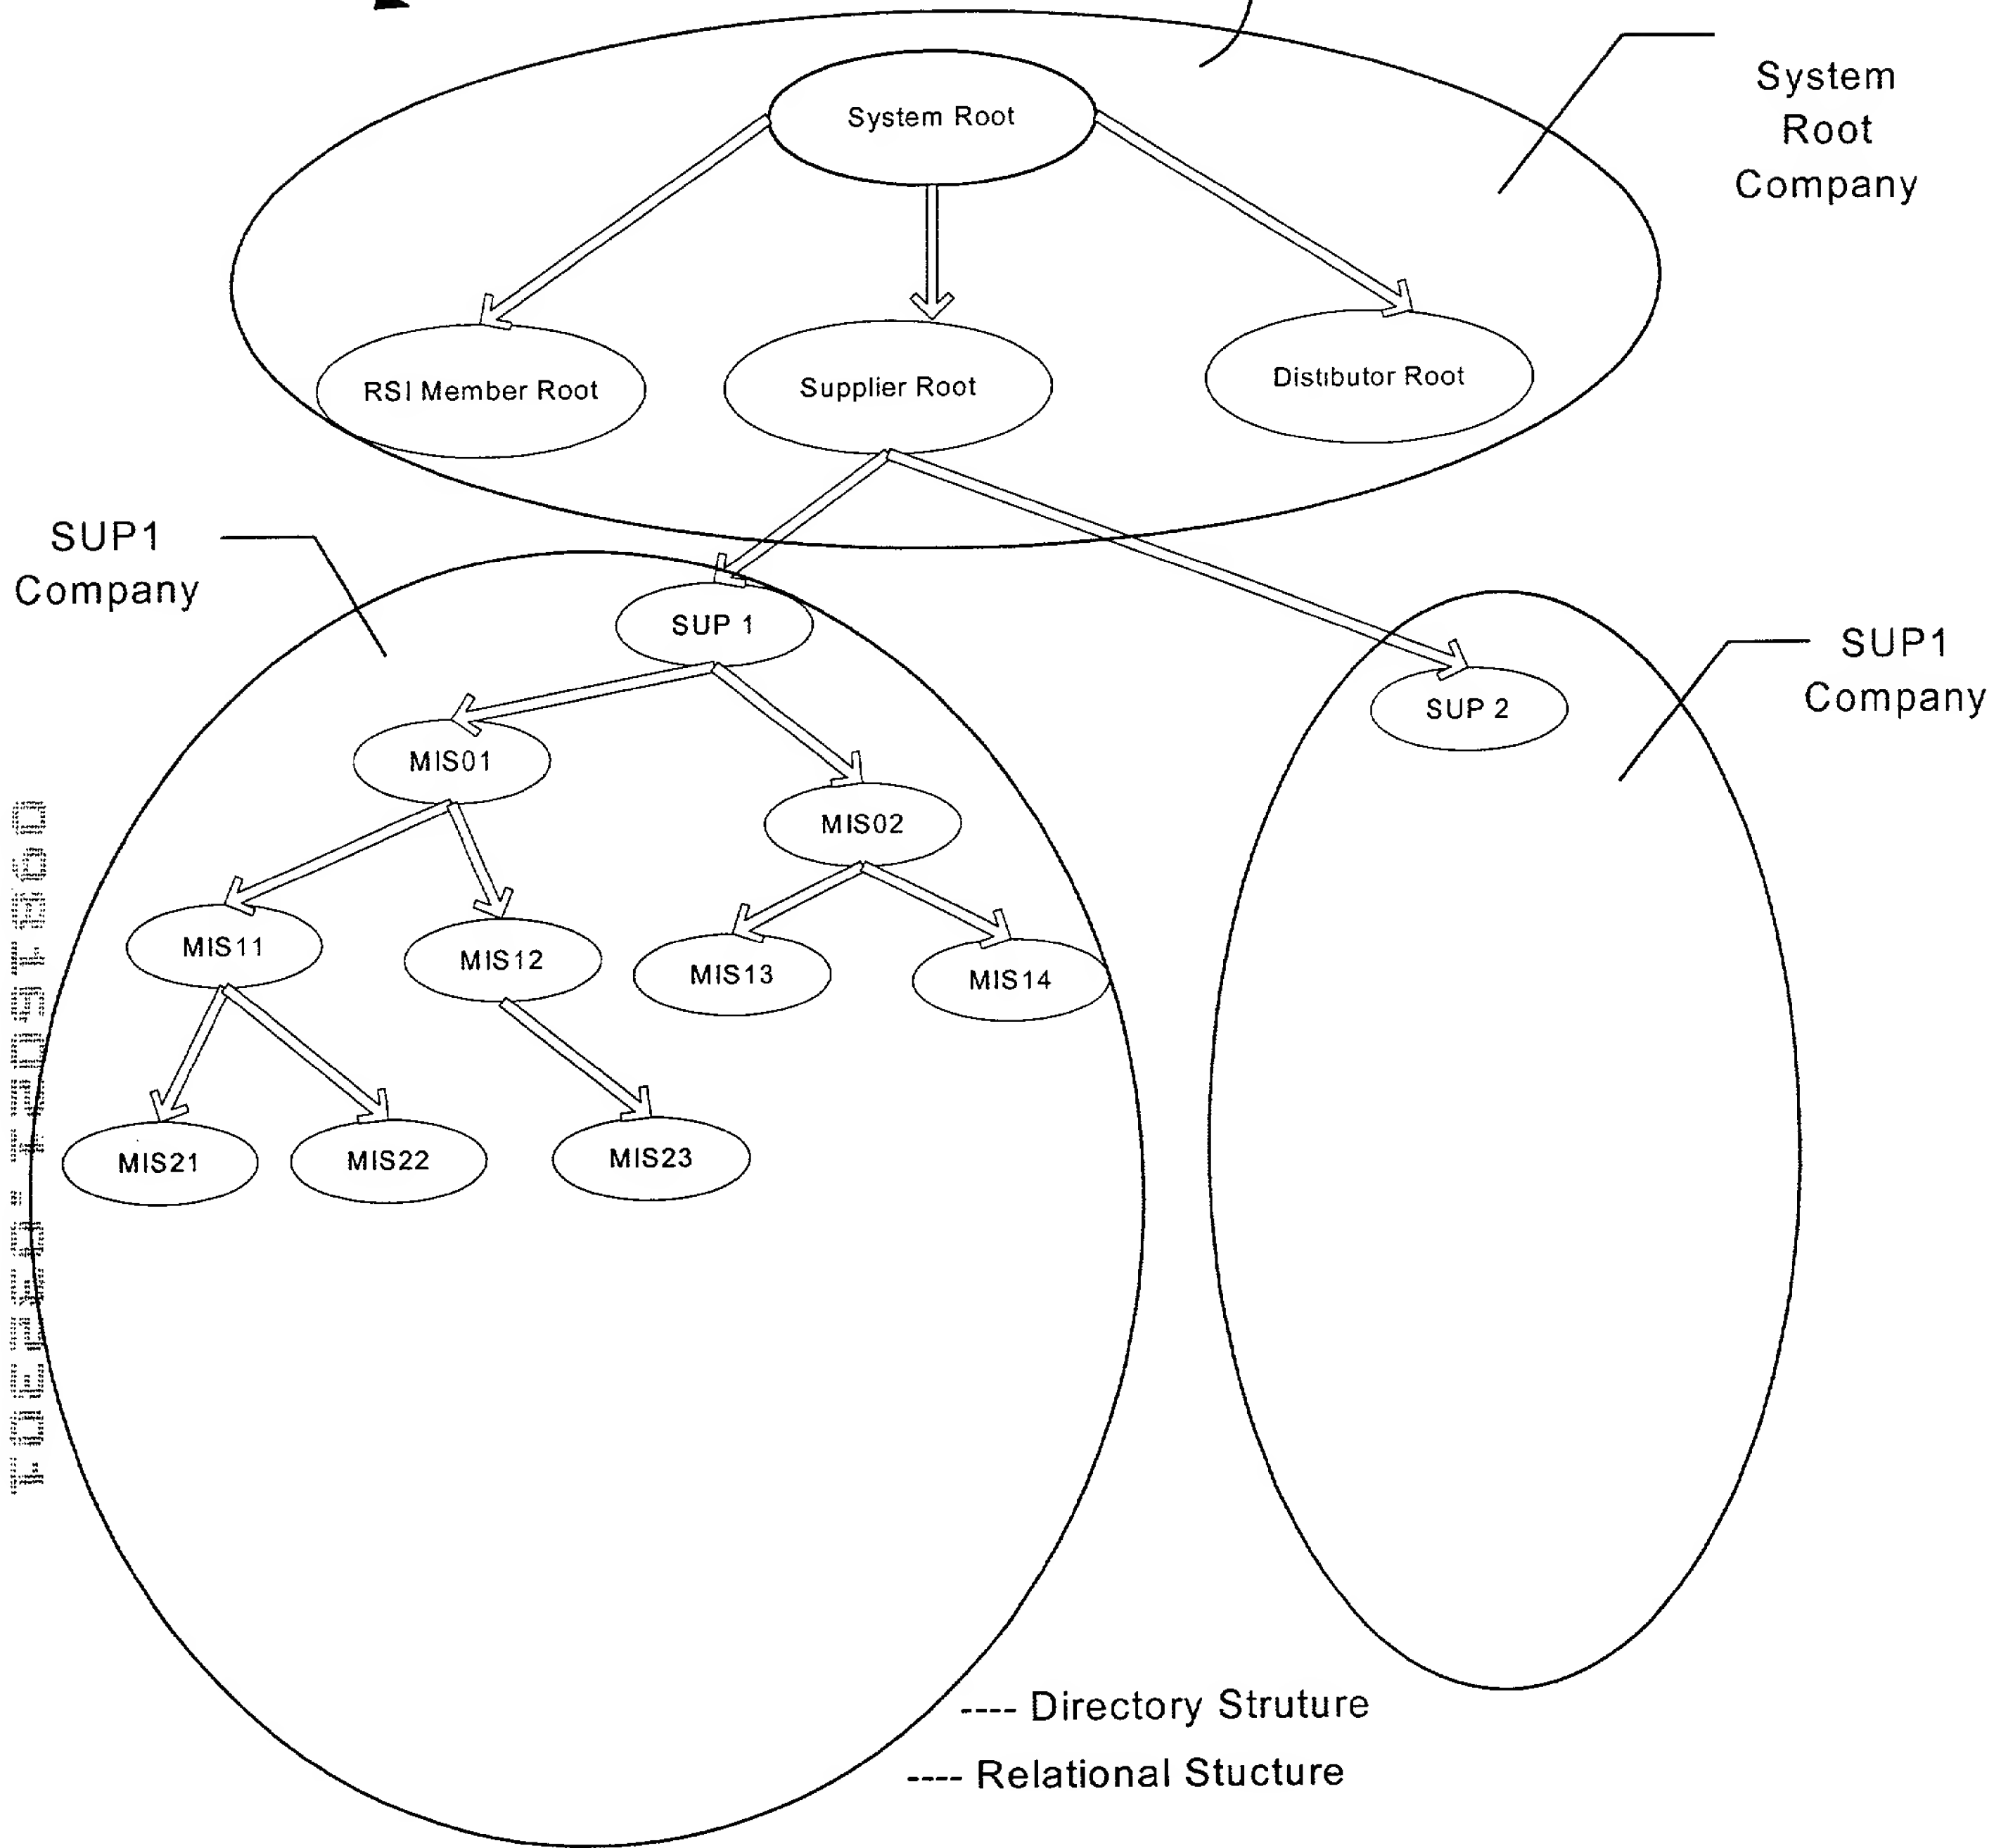 System Root
System
Root
Company
RSI Member Root
Supplier Root
Distibutor Root
SUP1
Company
SUP 1
SUP1
Company
SUP 2
MIS01
MIS02
MIS11
MIS12
MIS13
MIS14
MIS21
MIS22
MIS23
---- Directory Struture
---- Relational Stucture